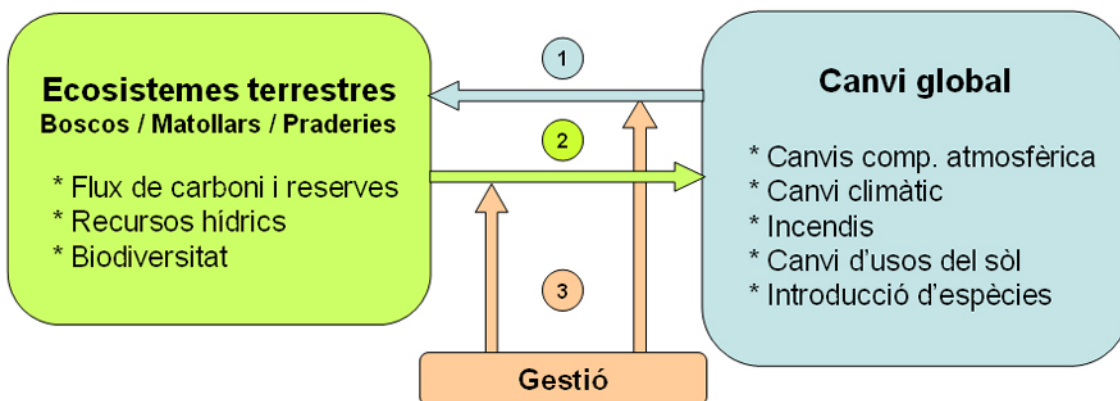 Ecosistemes terrestres
Boscos / Matollars / Praderies
* Flux de carboni i reserves
* Recursos hídrics
* Biodiversitat
1
2
3
Canvi global
* Canvis comp. atmosfèrica
* Canvi climàtic
* Incendis
* Canvi d'usos del sòl
* Introducció d'espècies
Gestió